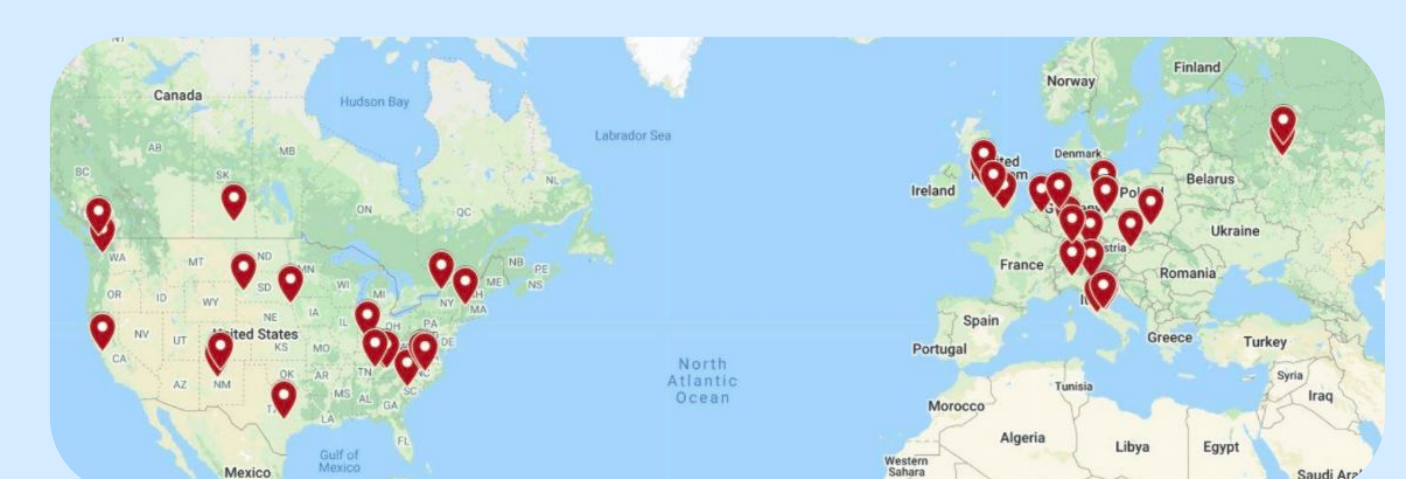 NT
Canada
Hudson Bay
AB
MB
BC
SK
Labrador Sea
NL
ON
QC
WA
MT
ND
MN
NB
PE
NS
ME
OR
ID
WY
SD
WI
MI
NY
MA
NE
IA
IL
OH
PA
NV
UT
United States
KS
MO
DE
CA
AZ
NM
OK
AR
TN
NC
SC
MS
AL
GA
LA
FL
Gulf of
Mexico
Mexico
North
Atlantic
Ocean
Norway
Finland
Denmark
Ireland
Belarus
Ukraine
France
Romania
Spain
Portugal
Greece
Turkey
Syria
Iraq
Tunisia
Morocco
Algeria
Libya
Egypt
Western
Sahara